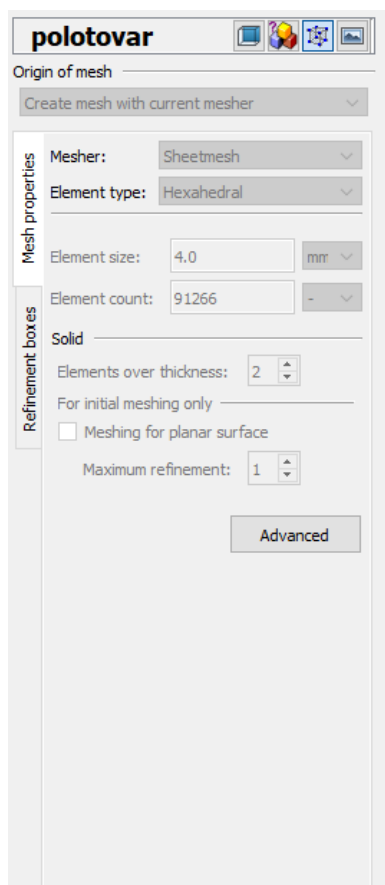 polotovar
Origin of mesh
Create mesh with current mesher
Mesh properties
Refinement boxes
Mesher: Sheetmesh
Element type: Hexahedral
Element size: 4.0 mm
Element count: 91266 -
Solid
Elements over thickness: 2
For initial meshing only
Meshing for planar surface
Maximum refinement: 1
Advanced